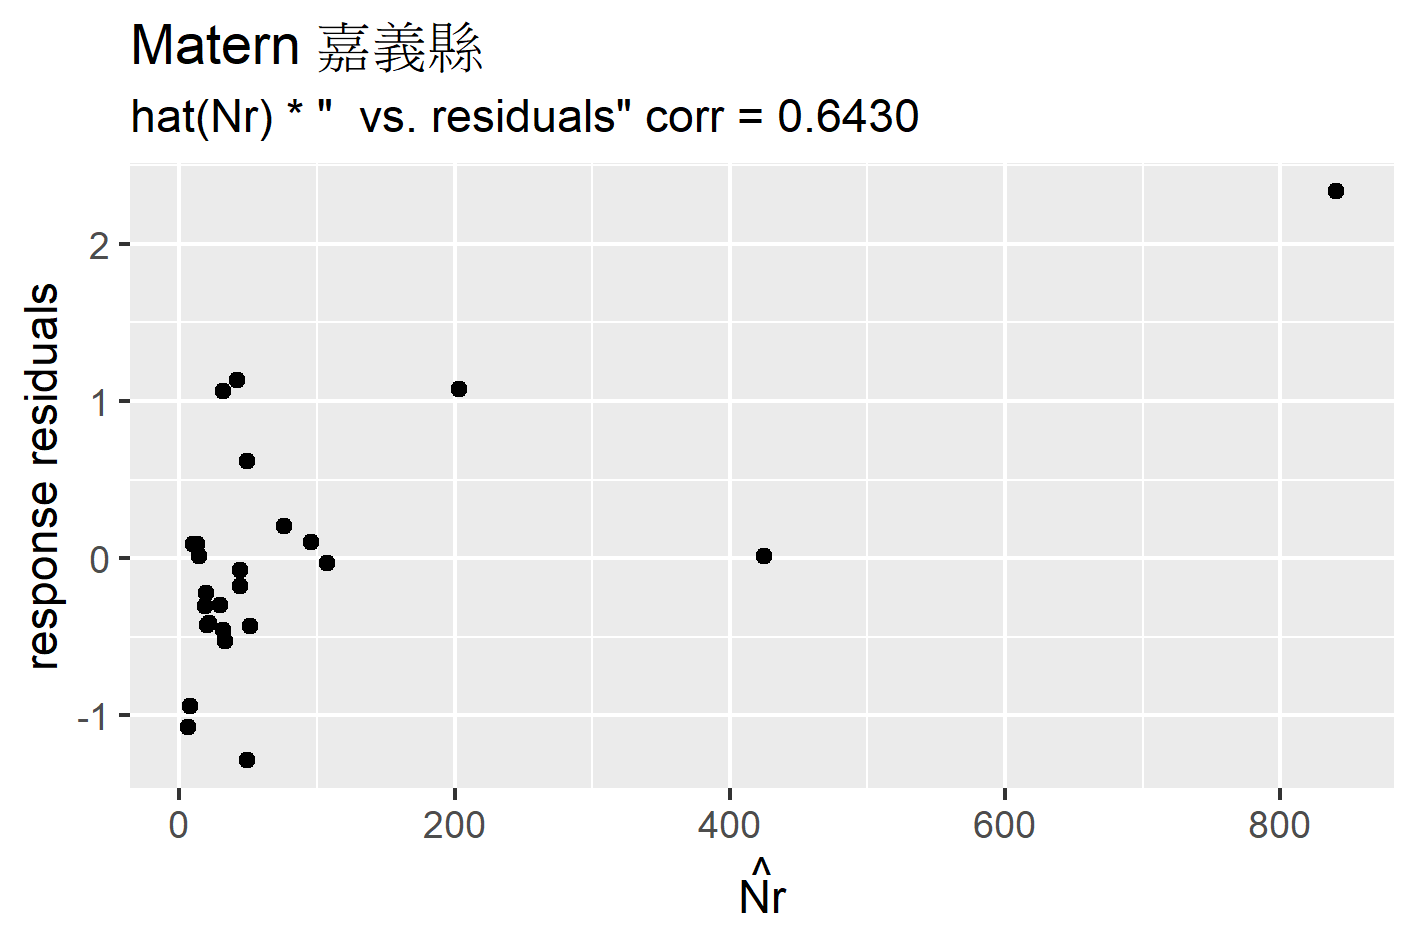 Matern 嘉義縣
hat(Nr) * "  vs. residuals" corr = 0.6430
response residuals
2
1
0
-1
0 200 400 600 800
N̂r